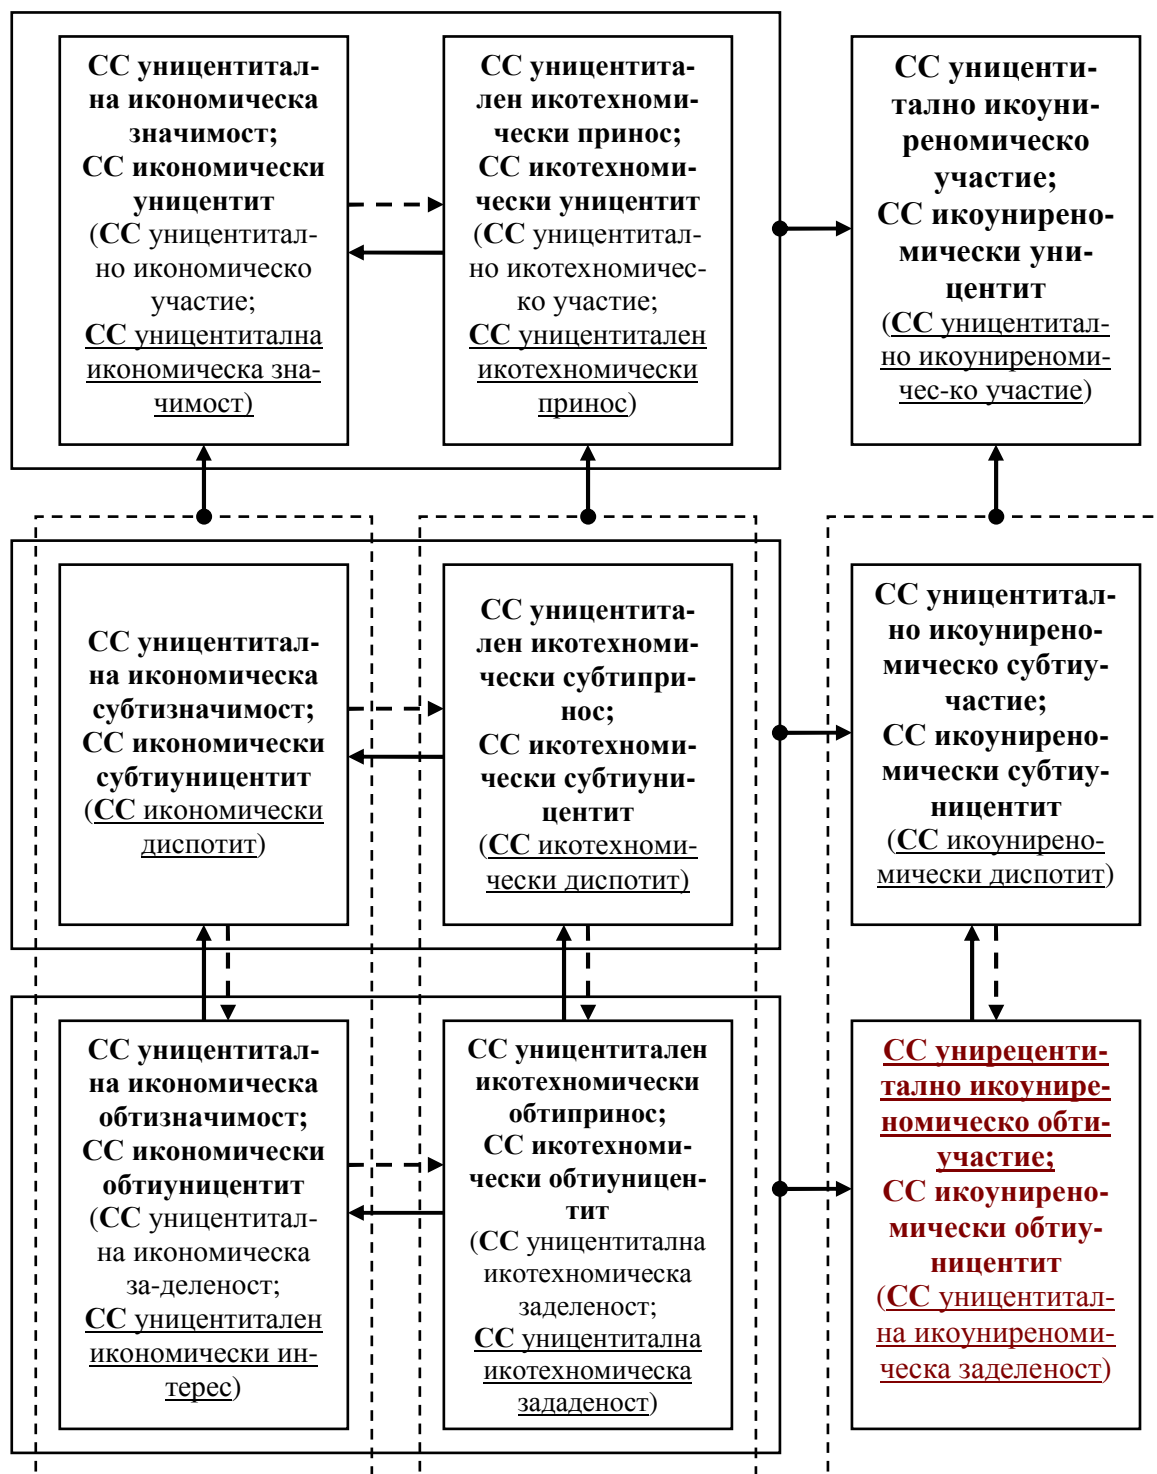 СС уницентитал-
на икономическа
значимост;
СС икономически
уницентит
(СС уницентитал-
но икономическо
участие;
СС уницентитална
икономическа зна-
чимост)
СС уницентита-
лен икотехноми-
чески принос;
СС икотехноми-
чески уницентит
(СС уницентитал-
но икотехномичес-
ко участие;
СС уницентитален
икотехномически
принос)
СС униценти-
тално икоуни-
реномическо
участие;
СС икоунирено-
мически уни-
центит
(СС уницентитал-
но икоуниреноми-
чес-ко участие)
СС уницентитал-
на икономическа
субтизначимост;
СС икономически
субтиуницентит
(СС икономически
диспотит)
СС уницентита-
лен икотехноми-
чески субтипри-
нос;
СС икотехноми-
чески субтиуни-
центит
(СС икотехноми-
чески диспотит)
СС уницентитал-
но икоунирено-
мическо субтиу-
частие;
СС икоунирено-
мически субтиу-
ницентит
(СС икоунирено-
мически диспотит)
СС уницентитал-
на икономическа
обтизначимост;
СС икономически
обтиуницентит
(СС уницентитал-
на икономическа
за-деленост;
СС уницентитален
икономически ин-
терес)
СС уницентитален
икотехномически
обтипринос;
СС икотехноми-
чески обтиуницен-
тит
(СС уницентитална
икотехномическа
заделеност;
СС уницентитална
икотехномическа
зададеност)
СС униреценти-
тално икоунире-
номическо обти-
участие;
СС икоунирено-
мически обтиу-
ницентит
(СС уницентитал-
на икоуниреноми-
ческа заделеност)